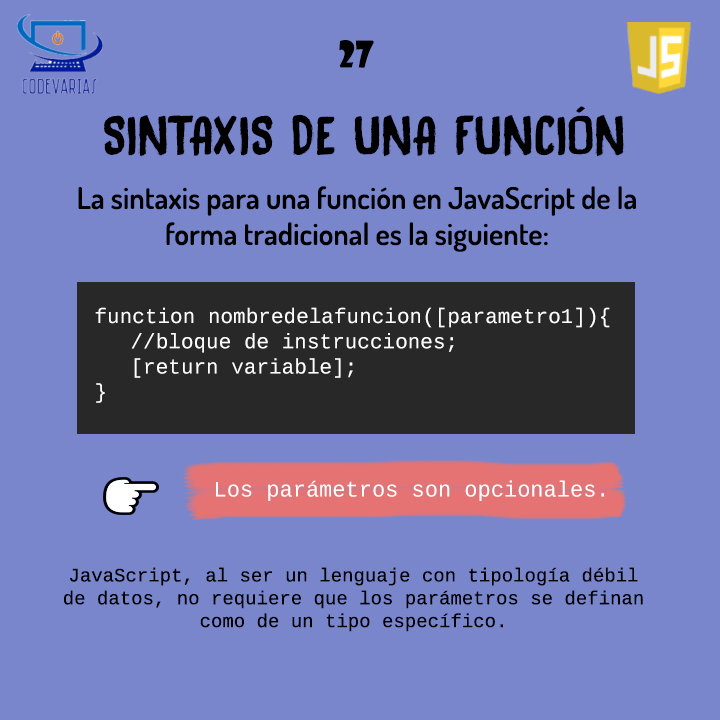 CODEVARIAS
27
JS
SINTAXIS DE UNA FUNCIÓN
La sintaxis para una función en JavaScript de la
forma tradicional es la siguiente:
function nombredelafuncion([parametro1]){
//bloque de instrucciones;
[return variable];
}
Los parámetros son opcionales.
JavaScript, al ser un lenguaje con tipología débil
de datos, no requiere que los parámetros se definan
como de un tipo específico.